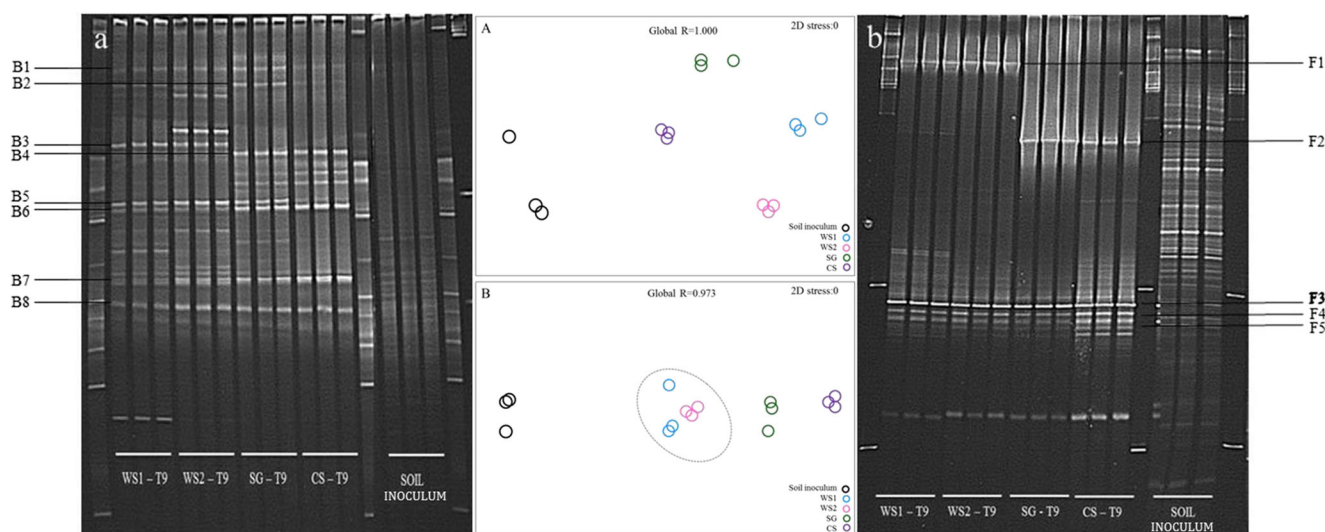 a
B1
B2
B3
B4
B5
B6
B7
B8
WS1 – T9 WS2 – T9 SG – T9 CS – T9 SOIL
INOCULUM
A
Global R=1.000
2D stress:0
Soil inoculum
WS1
WS2
SG
CS
B
Global R=0.973
2D stress:0
Soil inoculum
WS1
WS2
SG
CS
b
F1
F2
F3
F4
F5
WS1 – T9 WS2 – T9 SG - T9 CS – T9 SOIL
INOCULUM